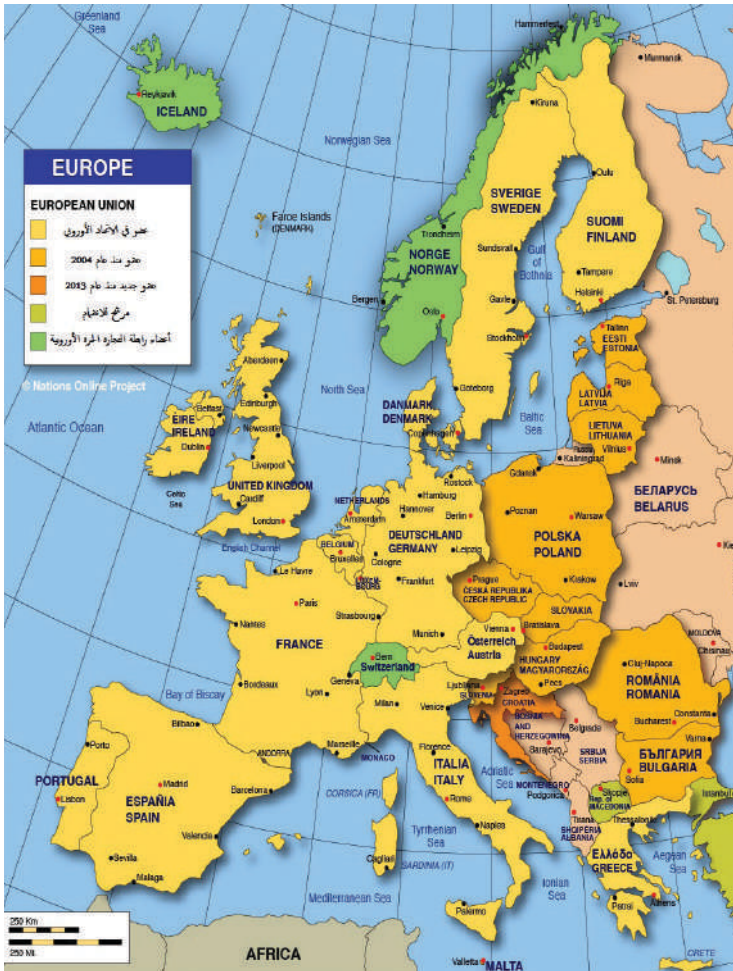 Greenland
Sea
Hammerfest
Murmansk
Reykjavik
ICELAND
Kiruna
Norwegian Sea
EUROPE
EUROPEAN UNION
عضو في الاتحاد الأوروبي
عضو منذ عام 2004
عضو جديد منذ عام 2013
مرشح للانضمام
أعضاء رابطة التجارة الحرة الأوروبية
© Nations Online Project
Faroe Islands
(DENMARK)
Oulu
SVERIGE
SWEDEN
SUOMI
FINLAND
Trondheim
Sundsvall
Gulf
of
Bothnia
NORGE
NORWAY
Tampere
Helsinki
Bergen
Oslo
Gavle
St. Petersburg
Stockholm
Tallinn
EESTI
ESTONIA
Aberdeen
North Sea
Goteborg
Riga
LATVIJA
LATVIA
Edinburgh
DANMARK
DENMARK
Baltic
Sea
LIETUVA
LITHUANIA
Belfast
Atlantic Ocean
ÉIRE
IRELAND
Newcastle
Copenhagen
Russia
Kaliningrad
Vilnius
Dublin
Minsk
Liverpool
Gdansk
БЕЛАРУСЬ
BELARUS
Celtic
Sea
UNITED KINGDOM
Cardiff
Rostock
Hamburg
NETHERLANDS
Amsterdam
Hannover
Berlin
Poznan
Warsaw
London
DEUTSCHLAND
GERMANY
POLSKA
POLAND
English Channel
BELGIUM
Bruxelles
Leipzig
Cologne
Le Havre
Frankfurt
Prague
ČESKÁ REPUBLIKA
CZECH REPUBLIC
Krakow
Lviv
Paris
Strasbourg
SLOVAKIA
Nantes
Munich
Vienna
Bratislava
FRANCE
Österreich
Austria
Budapest
MOLDOVA
Chisinau
Bern
Switzerland
HUNGARY
MAGYARORSZÁG
Cluj-Napoca
Geneva
Ljubljana
SLOVENIA
Zagreb
CROATIA
Pecs
ROMÂNIA
ROMANIA
Bay of Biscay
Bordeaux
Lyon
Milan
Venice
BOSNIA
AND
HERZEGOWINA
Belgrade
Bucharest
Constanta
Bilbao
Marseille
Florence
Sarajevo
SRBIJA
SERBIA
Varna
Porto
ANDORRA
MONACO
ITALIA
ITALY
Adriatic
Sea
БЪЛГАРИЯ
BULGARIA
PORTUGAL
Madrid
Barcelona
CORSICA (FR)
MONTENEGRO
Podgorica
Sofia
Lisbon
ESPAÑIA
SPAIN
Rome
Skopje
Rep. of
MACEDONIA
Istanbul
Tirana
Valencia
Tyrrhenian
Sea
Naples
SHQIPËRIA
ALBANIA
Thessaloniki
Sevilla
Cagliari
SARDINIA (IT)
Ελλάδα
GREECE
Aegean
Sea
Malaga
Ionian
Sea
Mediterranean Sea
Palermo
Athens
250 Km
250 Mi
AFRICA
Valletta
MALTA
CRETE